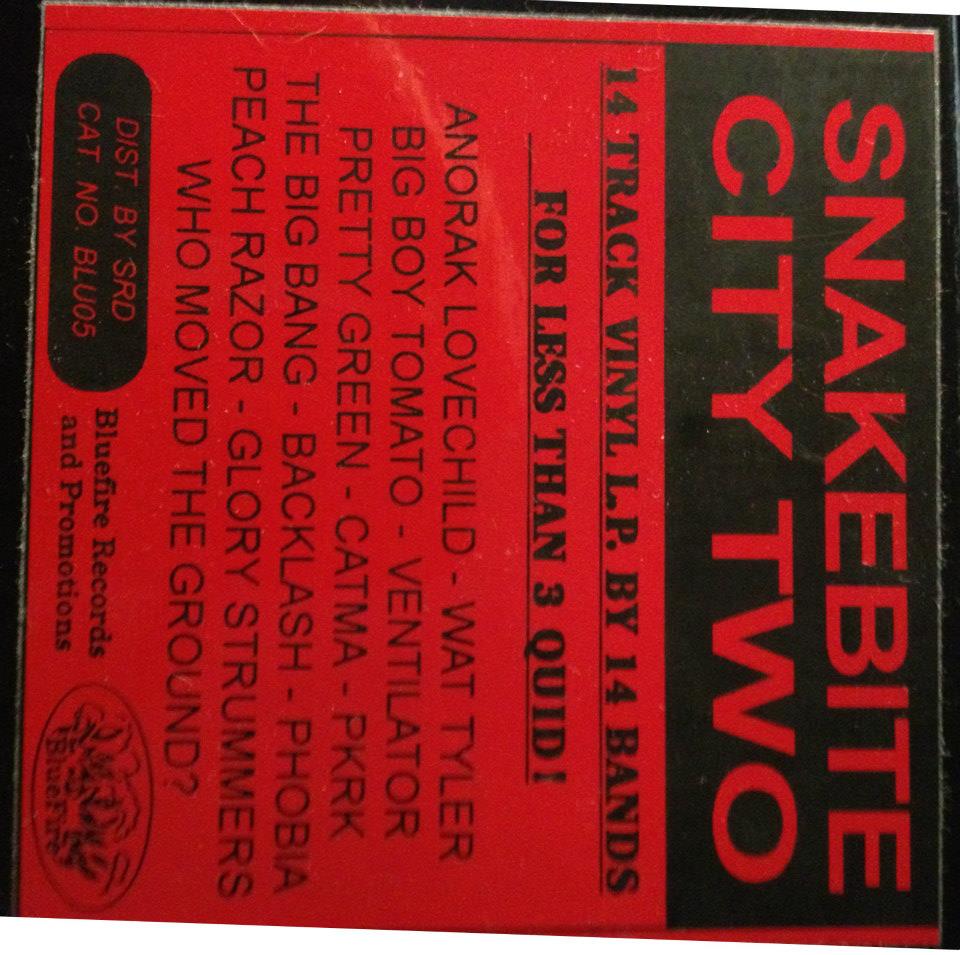 SNAKEBITE
CITY TWO
14 TRACK VINYL L.P. BY 14 BANDS
FOR LESS THAN 3 QUID!
ANORAK LOVECHILD - WAT TYLER
BIG BOY TOMATO - VENTILATOR
PRETTY GREEN - CATMA - PKRK
THE BIG BANG - BACKLASH - PHOBIA
PEACH RAZOR - GLORY STRUMMERS
WHO MOVED THE GROUND?
DIST. BY SRD
CAT. NO. BLU05
Bluefire Records
and Promotions
BlueFire